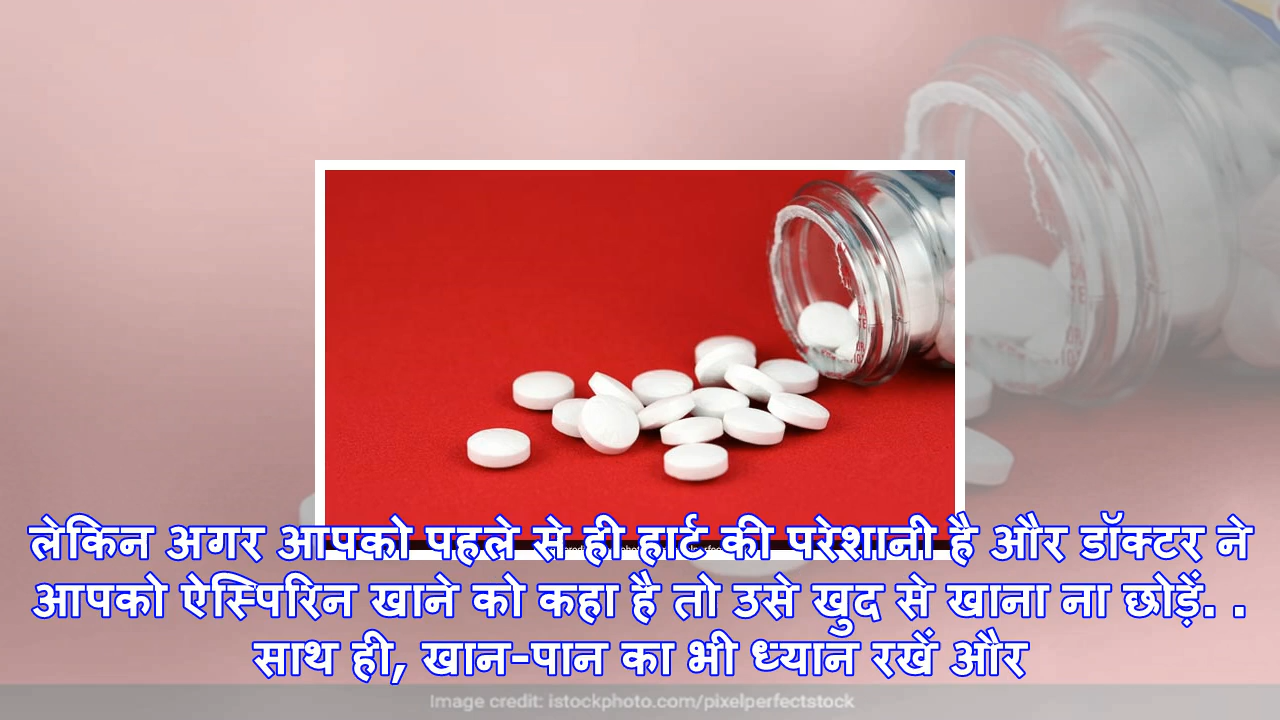 लेकिन अगर आपको पहले से ही हार्ट की परेशानी है और डॉक्टर ने
आपको ऐस्पिरिन खाने को कहा है तो उसे खुद से खाना ना छोड़ें. .
साथ ही, खान-पान का भी ध्यान रखें और
Image credit: istockphoto.com/pixelperfectstock